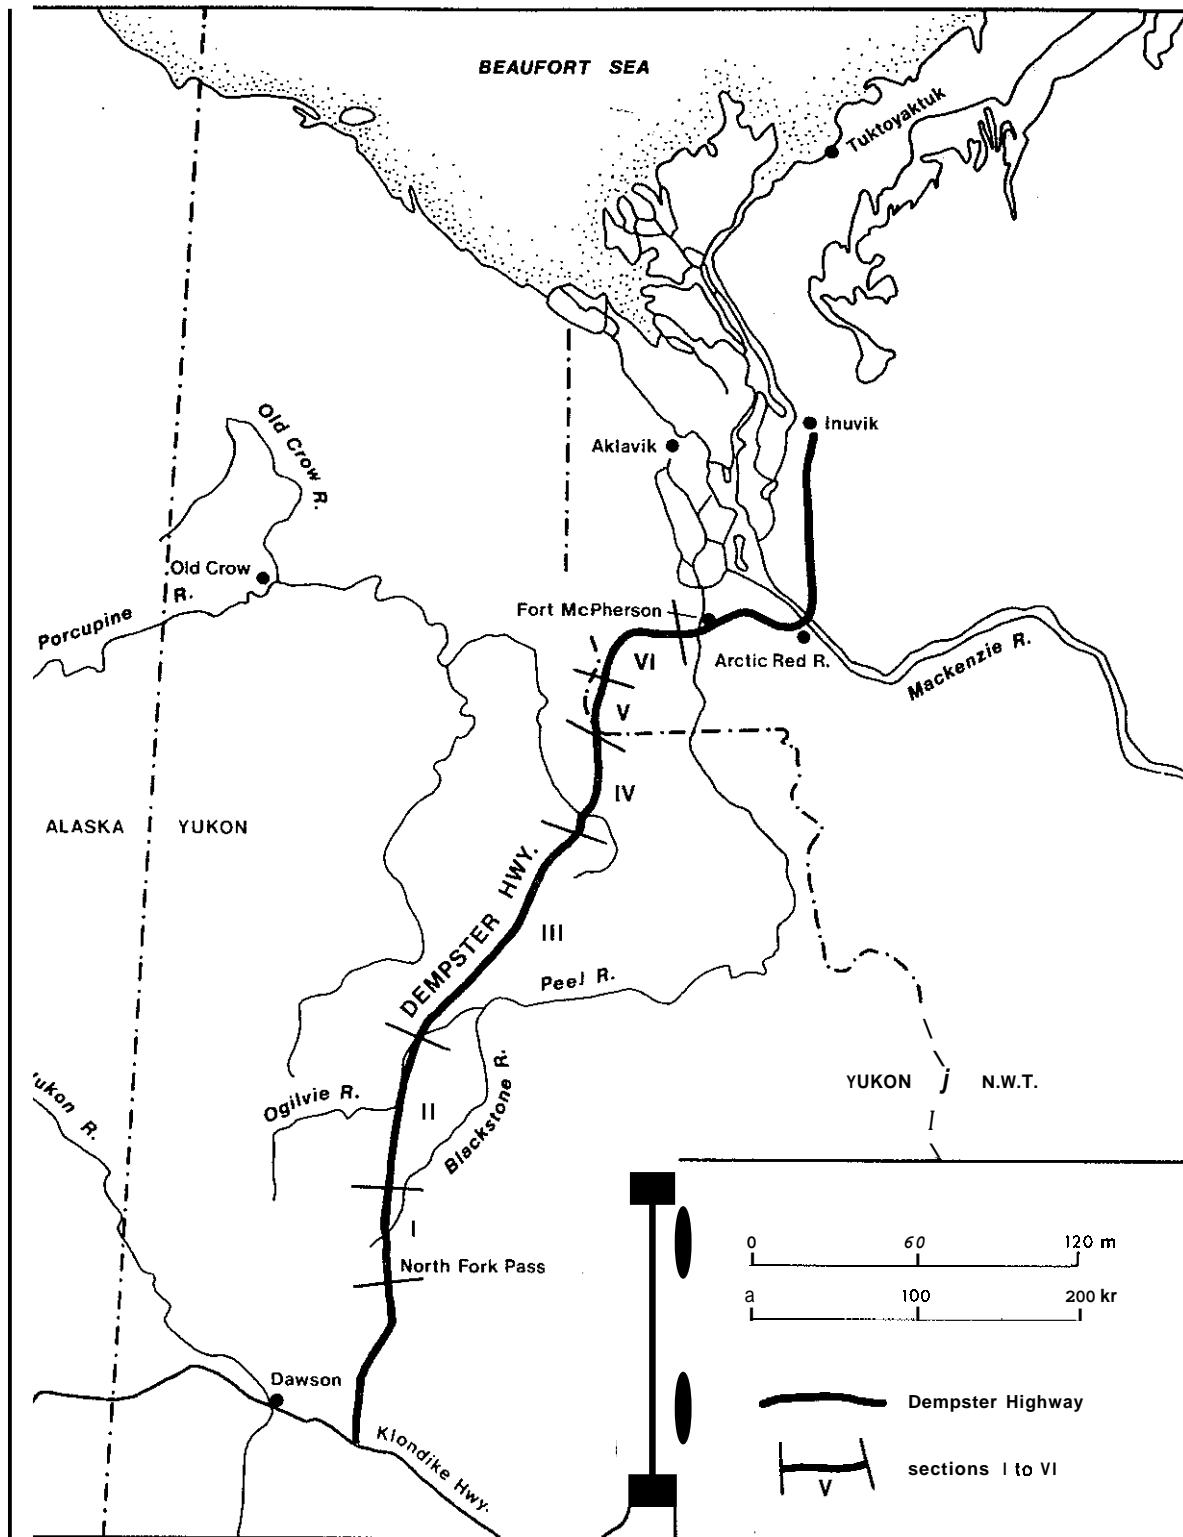 BEAUFORT SEA
Tuktoyaktuk
Old Crow R.
Inuvik
Aklavik
Old Crow
Porcupine R.
Fort McPherson
Arctic Red R.
Mackenzie R.
VI
V
IV
ALASKA YUKON
DEMPSTER HWY.
III
Peel R.
Ogilvie R.
II
Blackstone R.
YUKON N.W.T.
Yukon R.
I
North Fork Pass
Dawson
Klondike Hwy.
0 60 120 m
a 100 200 kr
Dempster Highway
V
sections I to VI